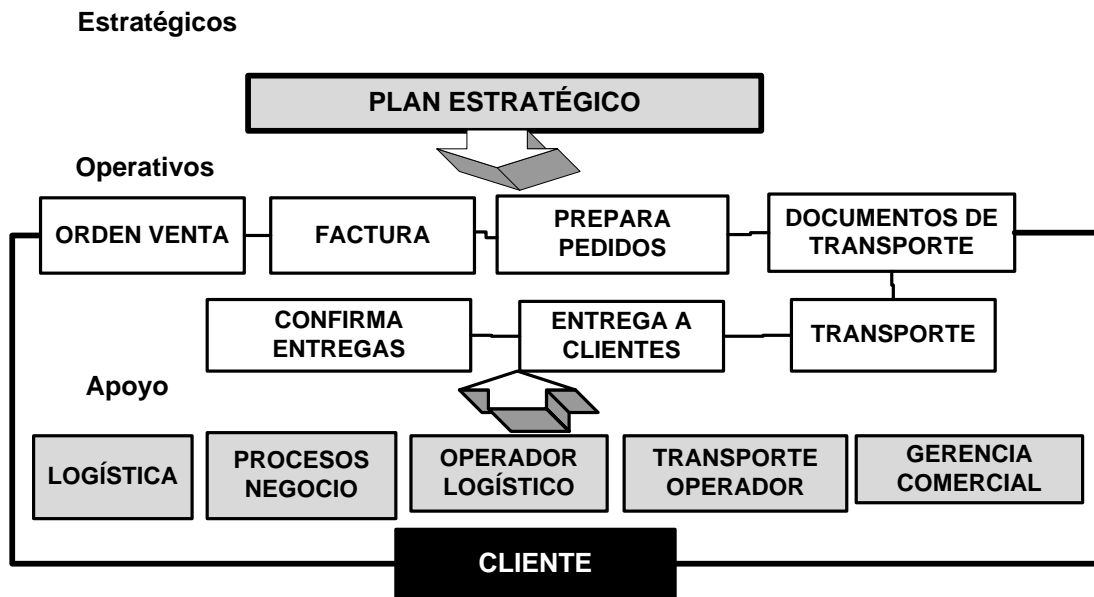 Estratégicos
PLAN ESTRATÉGICO
Operativos
ORDEN VENTA
FACTURA
PREPARA
PEDIDOS
DOCUMENTOS DE
TRANSPORTE
CONFIRMA
ENTREGAS
ENTREGA A
CLIENTES
TRANSPORTE
Apoyo
LOGÍSTICA
PROCESOS
NEGOCIO
OPERADOR
LOGÍSTICO
TRANSPORTE
OPERADOR
GERENCIA
COMERCIAL
CLIENTE